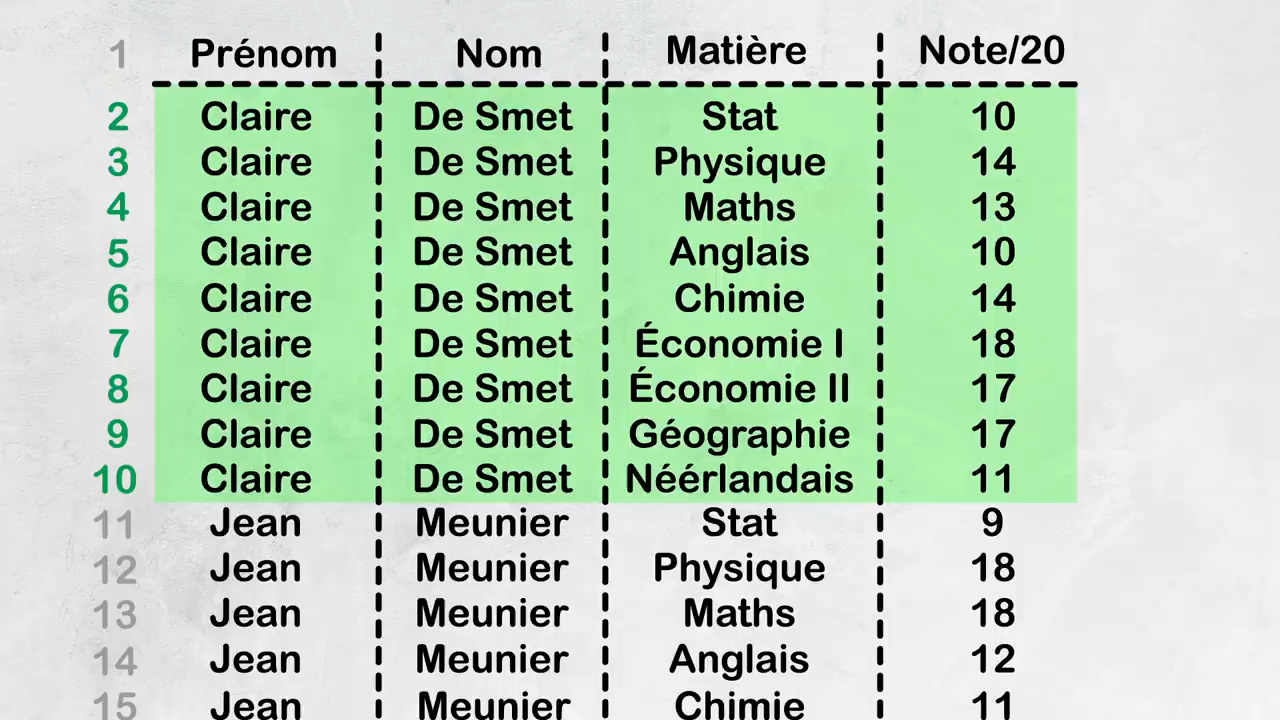 1 Prénom Nom Matière Note/20
2 Claire De Smet Stat 10
3 Claire De Smet Physique 14
4 Claire De Smet Maths 13
5 Claire De Smet Anglais 10
6 Claire De Smet Chimie 14
7 Claire De Smet Économie I 18
8 Claire De Smet Économie II 17
9 Claire De Smet Géographie 17
10 Claire De Smet Néérlandais 11
11 Jean Meunier Stat 9
12 Jean Meunier Physique 18
13 Jean Meunier Maths 18
14 Jean Meunier Anglais 12
15 Jean Meunier Chimie 11